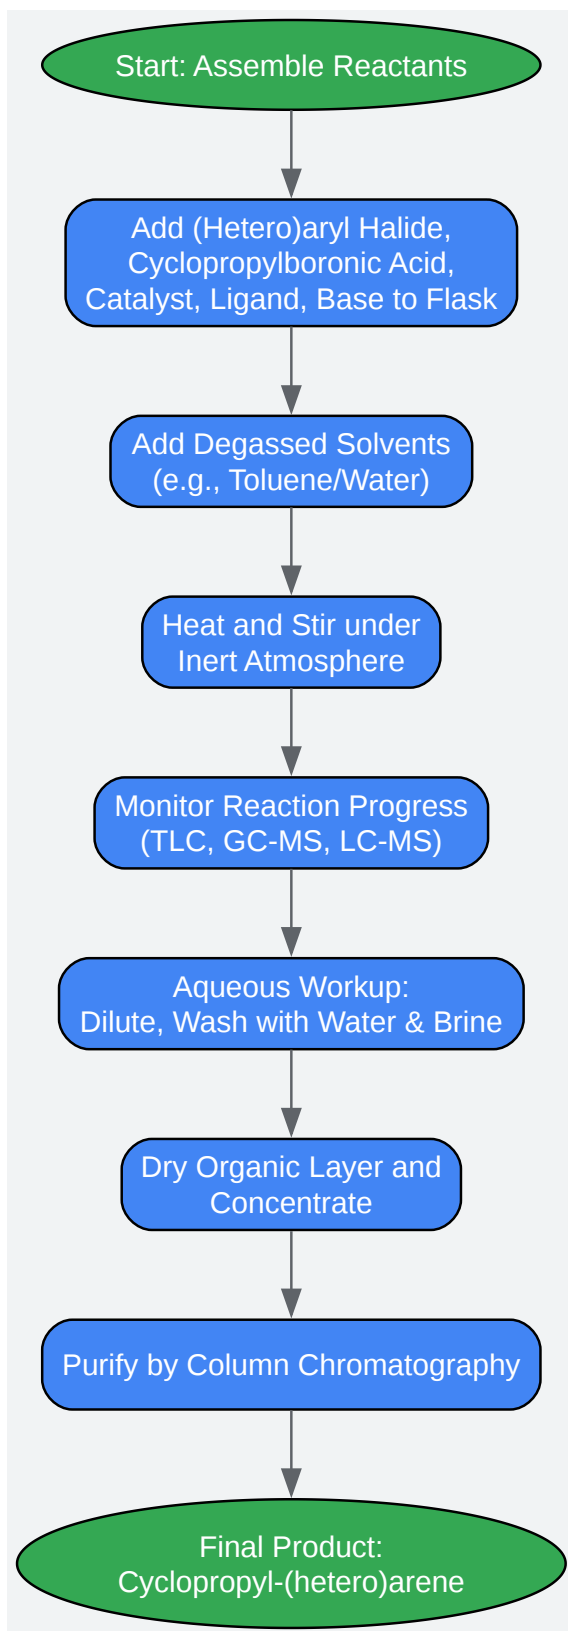 Start: Assemble Reactants
Add (Hetero)aryl Halide,
Cyclopropylboronic Acid,
Catalyst, Ligand, Base to Flask
Add Degassed Solvents
(e.g., Toluene/Water)
Heat and Stir under
Inert Atmosphere
Monitor Reaction Progress
(TLC, GC-MS, LC-MS)
Aqueous Workup:
Dilute, Wash with Water & Brine
Dry Organic Layer and
Concentrate
Purify by Column Chromatography
Final Product:
Cyclopropyl-(hetero)arene